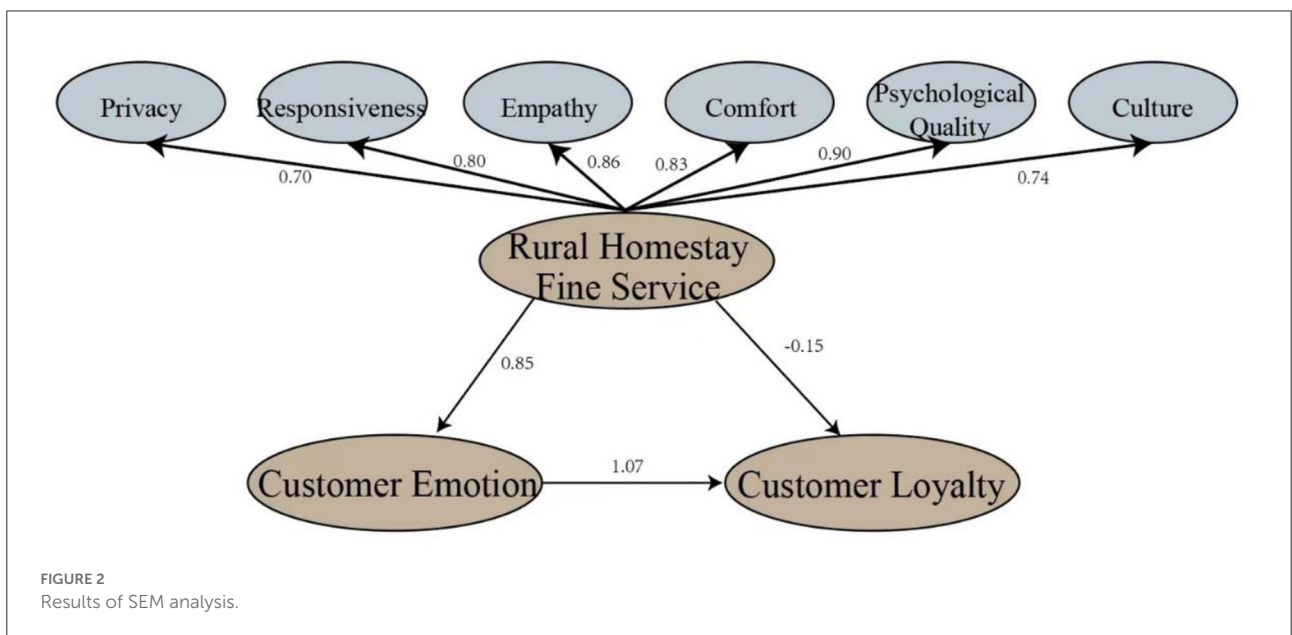 Privacy
Responsiveness
Empathy
Comfort
Psychological
Quality
Culture
0.70
0.80
0.86
0.83
0.90
0.74
Rural Homestay
Fine Service
0.85
-0.15
Customer Emotion
1.07
Customer Loyalty
FIGURE 2
Results of SEM analysis.